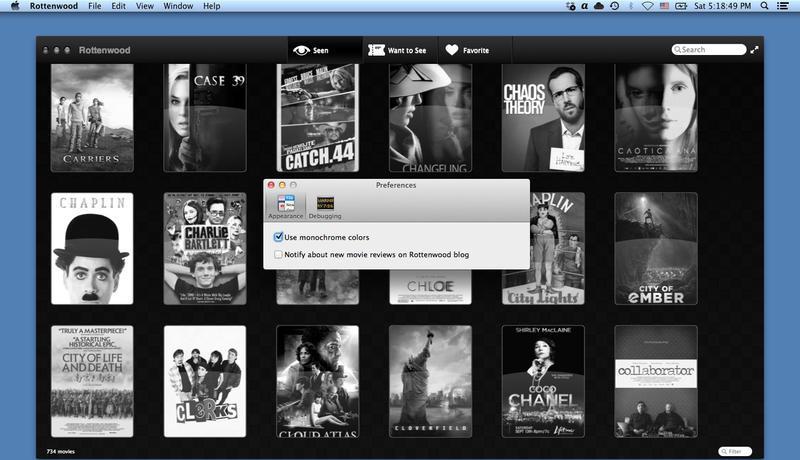 Rottenwood File Edit View Window Help
Sat 5:18:49 PM
Rottenwood
Seen
Want to See
Favorite
Search
CARRIERS
CASE 39
CATCH.44
CHANGELING
CHAOS
THEORY
CAOTICA ANA
Preferences
Appearance
Debugging
Use monochrome colors
Notify about new movie reviews on Rottenwood blog
CHAPLIN
CHARLIE
BARTLETT
CHLOE
CHAPLIN
City Lights
CITY OF
EMBER
"TRULY A MASTERPIECE!"
"A STARTLING
HISTORICAL EPIC.
CITY OF LIFE
AND DEATH
CLERKS
CLOUD ATLAS
CLOVERFIELD
SHIRLEY MACLAINE
COCO
CHANEL
collaborator
734 movies
Filter